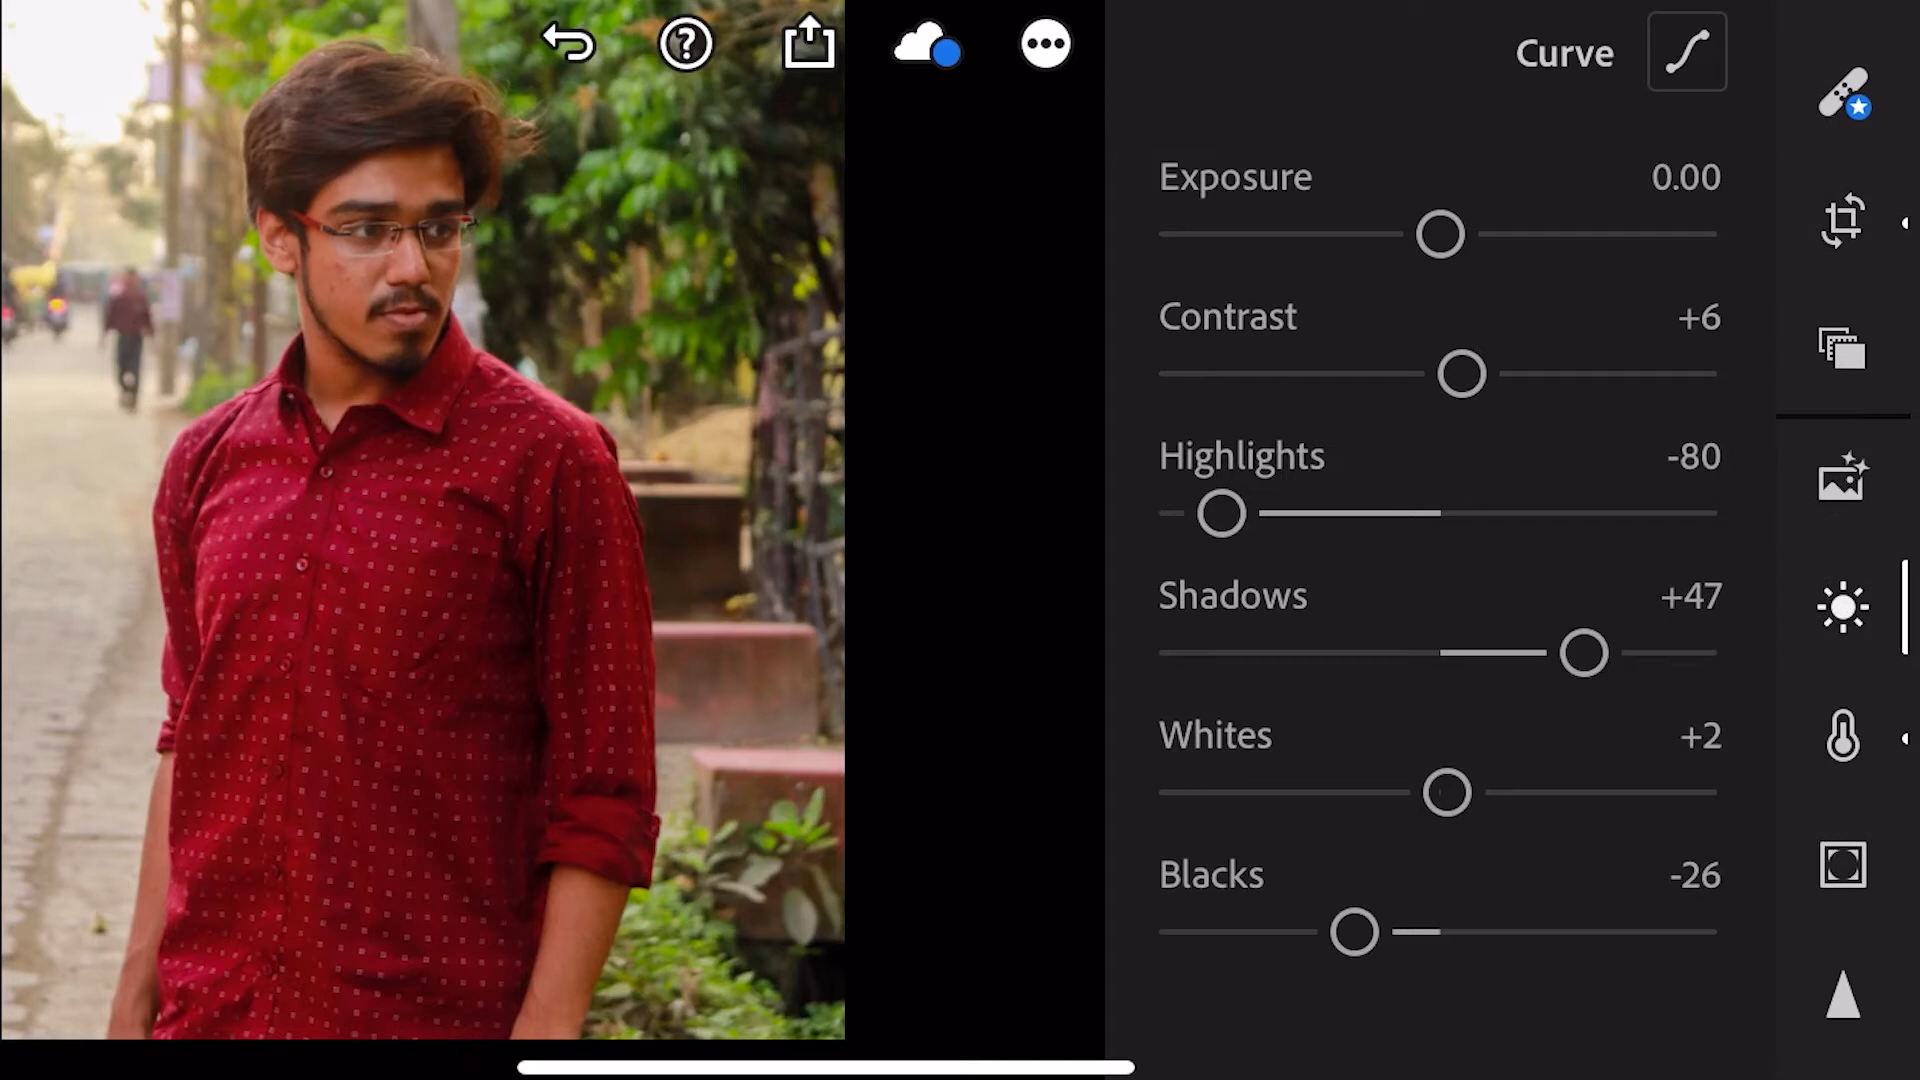 Curve
Exposure 0.00
Contrast +6
Highlights -80
Shadows +47
Whites +2
Blacks -26